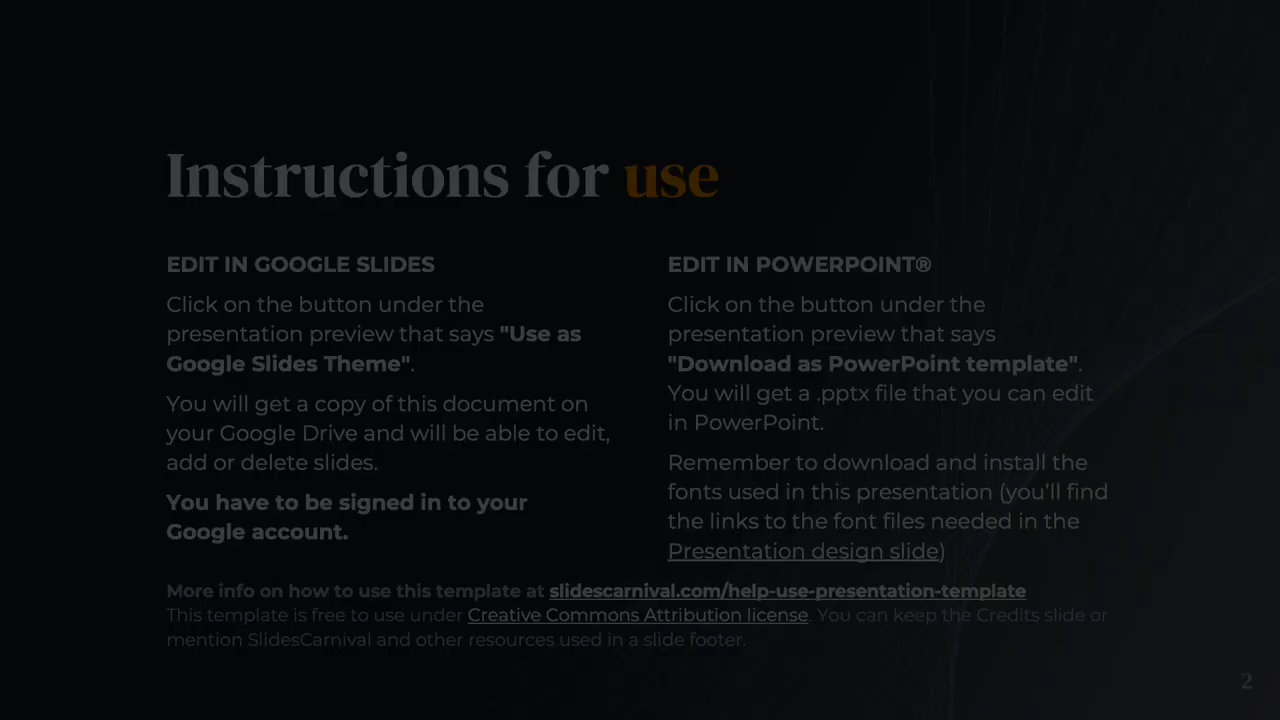 Instructions for use
EDIT IN GOOGLE SLIDES
Click on the button under the
presentation preview that says "Use as
Google Slides Theme".
You will get a copy of this document on
your Google Drive and will be able to edit,
add or delete slides.
You have to be signed in to your
Google account.
EDIT IN POWERPOINT®
Click on the button under the
presentation preview that says
"Download as PowerPoint template".
You will get a .pptx file that you can edit
in PowerPoint.
Remember to download and install the
fonts used in this presentation (you’ll find
the links to the font files needed in the
Presentation design slide)
More info on how to use this template at slidescarnival.com/help-use-presentation-template
This template is free to use under Creative Commons Attribution license. You can keep the Credits slide or
mention SlidesCarnival and other resources used in a slide footer.
2